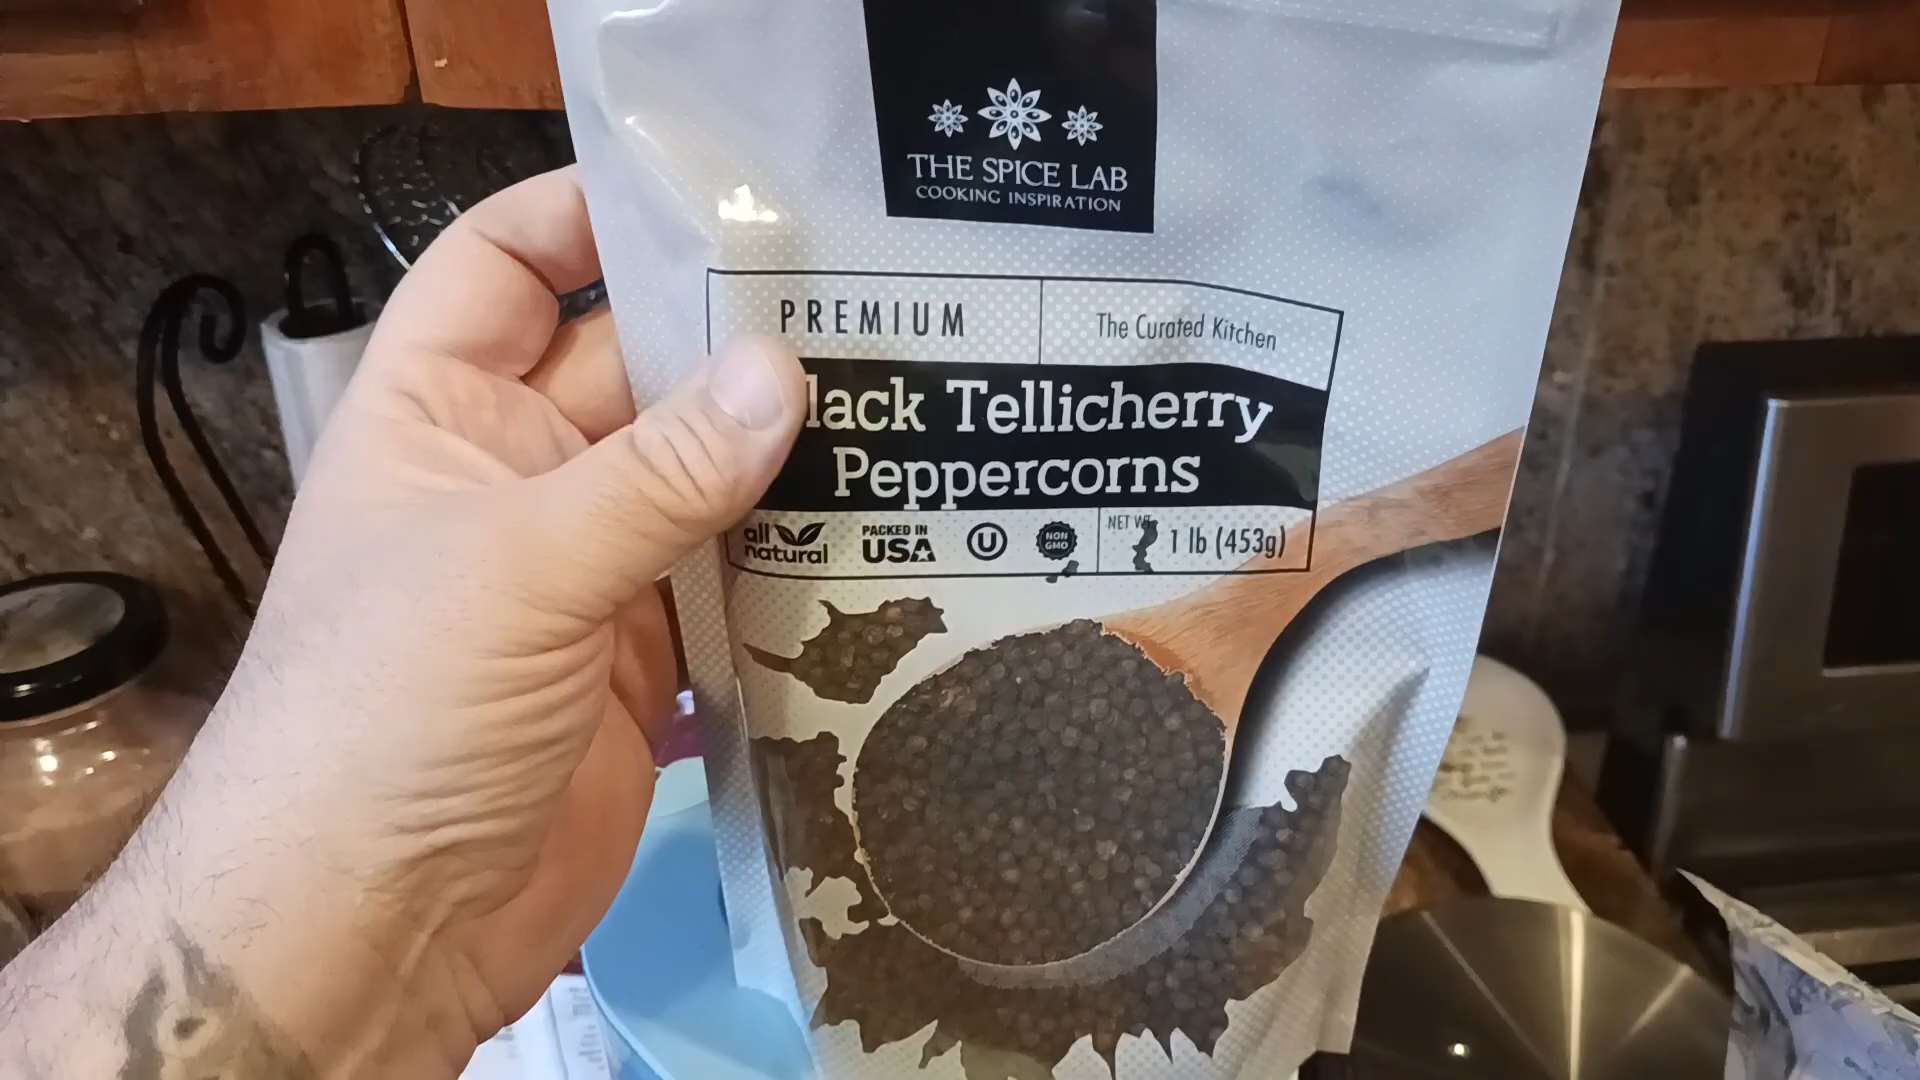 THE SPICE LAB
COOKING INSPIRATION
PREMIUM
The Curated Kitchen
lack Tellicherry
Peppercorns
all natural
PACKED IN
USA
U
NON
GMO
NET WT
1 lb (453g)